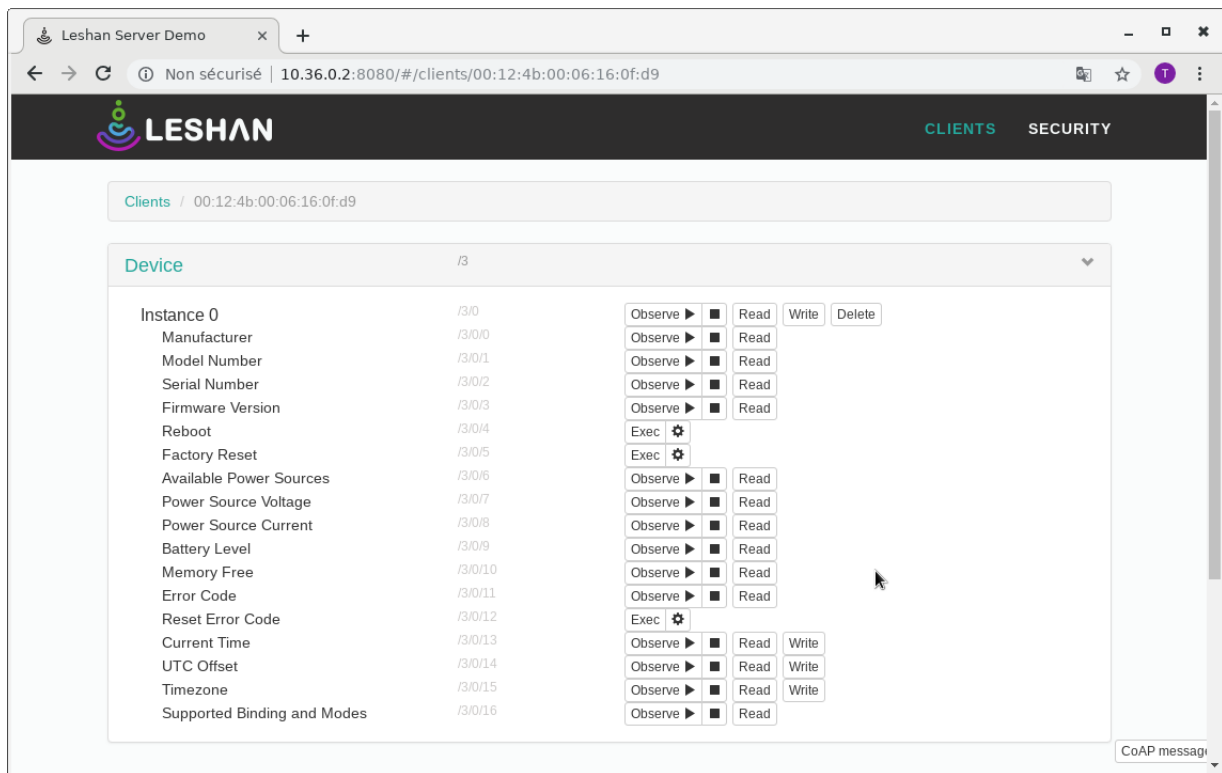 Leshan Server Demo
Non sécurisé | 10.36.0.2:8080/#/clients/00:12:4b:00:06:16:0f:d9 T
LESHAN CLIENTS SECURITY
Clients / 00:12:4b:00:06:16:0f:d9
Device /3
Instance 0 /3/0 Observe Read Write Delete
Manufacturer /3/0/0 Observe Read
Model Number /3/0/1 Observe Read
Serial Number /3/0/2 Observe Read
Firmware Version /3/0/3 Observe Read
Reboot /3/0/4 Exec
Factory Reset /3/0/5 Exec
Available Power Sources /3/0/6 Observe Read
Power Source Voltage /3/0/7 Observe Read
Power Source Current /3/0/8 Observe Read
Battery Level /3/0/9 Observe Read
Memory Free /3/0/10 Observe Read
Error Code /3/0/11 Observe Read
Reset Error Code /3/0/12 Exec
Current Time /3/0/13 Observe Read Write
UTC Offset /3/0/14 Observe Read Write
Timezone /3/0/15 Observe Read Write
Supported Binding and Modes /3/0/16 Observe Read
CoAP message